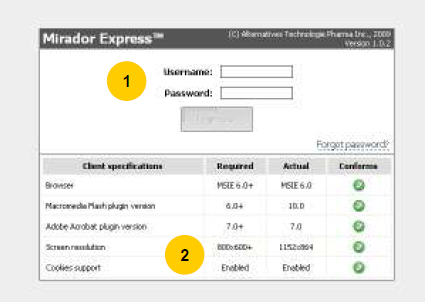 Mirador Express™
(C) Alternatives Technologie Pharma Inc., 2009
Version 1.0.2
Username:
1
Password:
Forgot password?
Client specifications Required Actual Conforms
Browser MSIE 6.0+ MSIE 6.0
Macromedia Flash plugin version 6.0+ 10.0
Adobe Acrobat plugin version 7.0+ 7.0
Screen resolution 800x600+ 1152x864
2
Cookies support Enabled Enabled